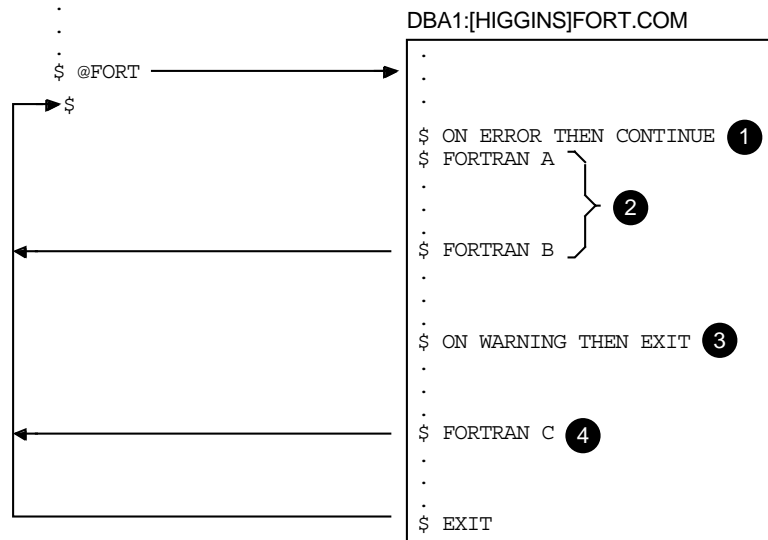 DBA1:[HIGGINS]FORT.COM
.
.
.
$ @FORT
$
.
.
.
$ ON ERROR THEN CONTINUE 1
$ FORTRAN A
.
.
.
2
$ FORTRAN B
.
.
.
$ ON WARNING THEN EXIT 3
.
.
.
$ FORTRAN C 4
.
.
.
$ EXIT